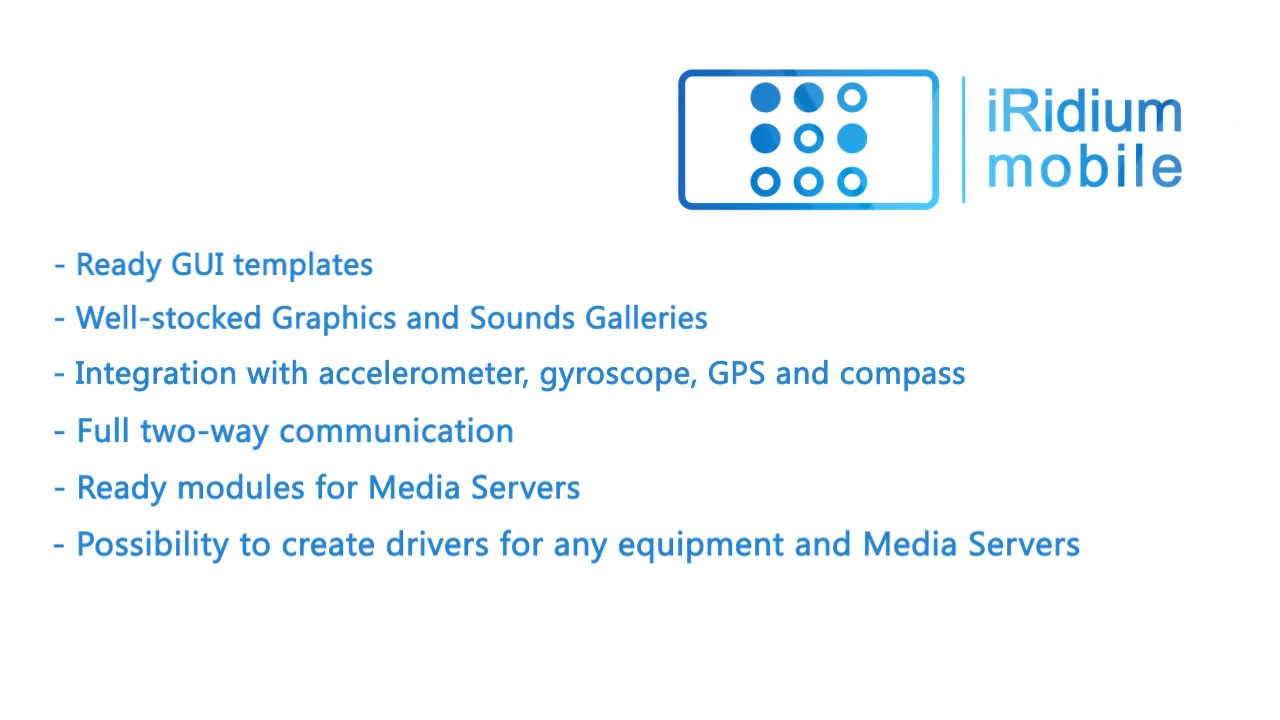 iRidium
mobile
- Ready GUI templates
- Well-stocked Graphics and Sounds Galleries
- Integration with accelerometer, gyroscope, GPS and compass
- Full two-way communication
- Ready modules for Media Servers
- Possibility to create drivers for any equipment and Media Servers